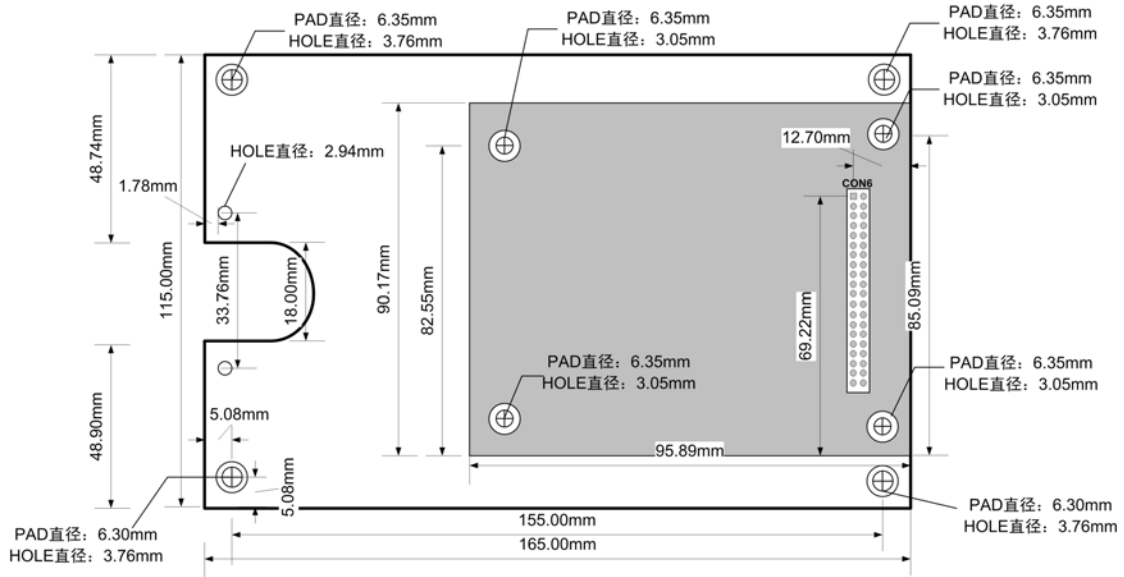 PAD直径：6.35mm
HOLE直径：3.76mm
PAD直径：6.35mm
HOLE直径：3.05mm
PAD直径：6.35mm
HOLE直径：3.76mm
PAD直径：6.35mm
HOLE直径：3.05mm
12.70mm
HOLE直径：2.94mm
48.74mm
1.78mm
CON6
115.00mm
33.76mm
18.00mm
90.17mm
82.55mm
69.22mm
85.09mm
PAD直径：6.35mm
HOLE直径：3.05mm
PAD直径：6.35mm
HOLE直径：3.05mm
48.90mm
5.08mm
95.89mm
5.08mm
PAD直径：6.30mm
HOLE直径：3.76mm
155.00mm
165.00mm
PAD直径：6.30mm
HOLE直径：3.76mm